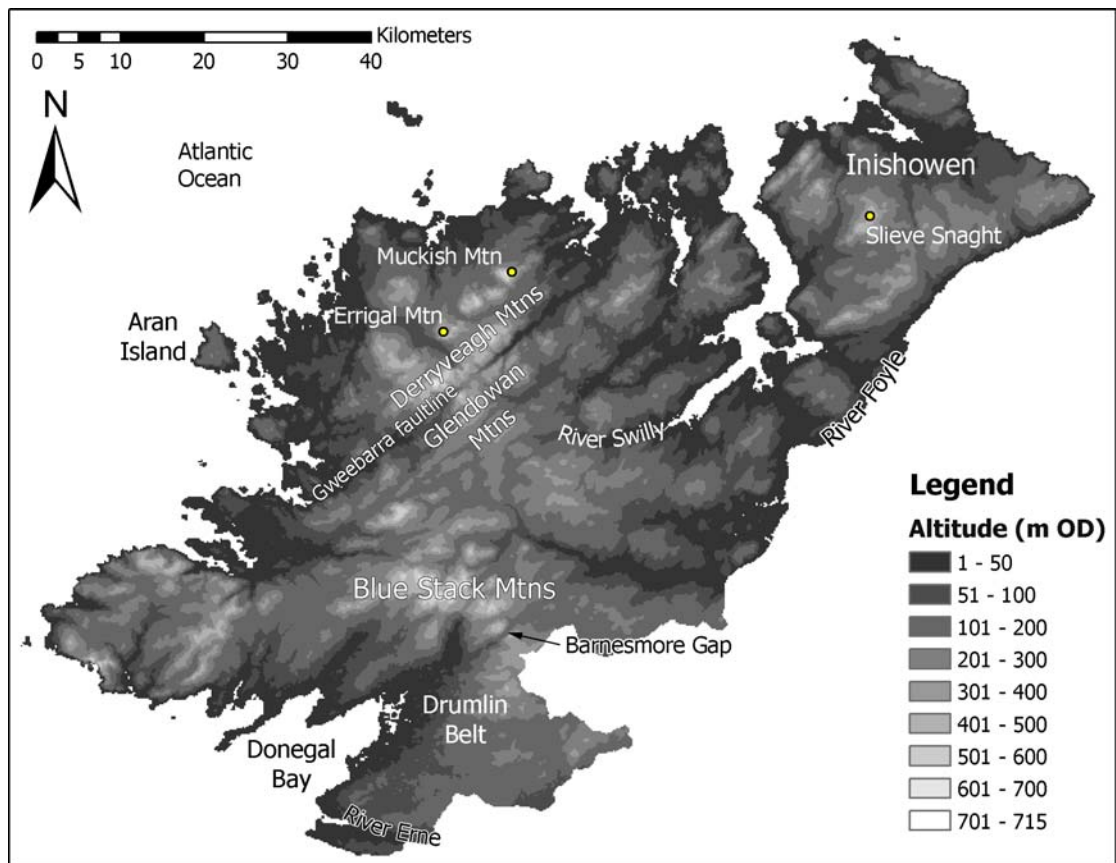 Kilometers
0 5 10 20 30 40
N
Atlantic
Ocean
Inishowen
Slieve Snaght
Muckish Mtn
Errigal Mtn
Aran
Island
Derryveagh Mtns
Gweebarra faultline
Glendowan
Mtns
River Swilly
River Foyle
Blue Stack Mtns
Barnesmore Gap
Drumlin
Belt
Donegal
Bay
River Erne
Legend
Altitude (m OD)
1 - 50
51 - 100
101 - 200
201 - 300
301 - 400
401 - 500
501 - 600
601 - 700
701 - 715